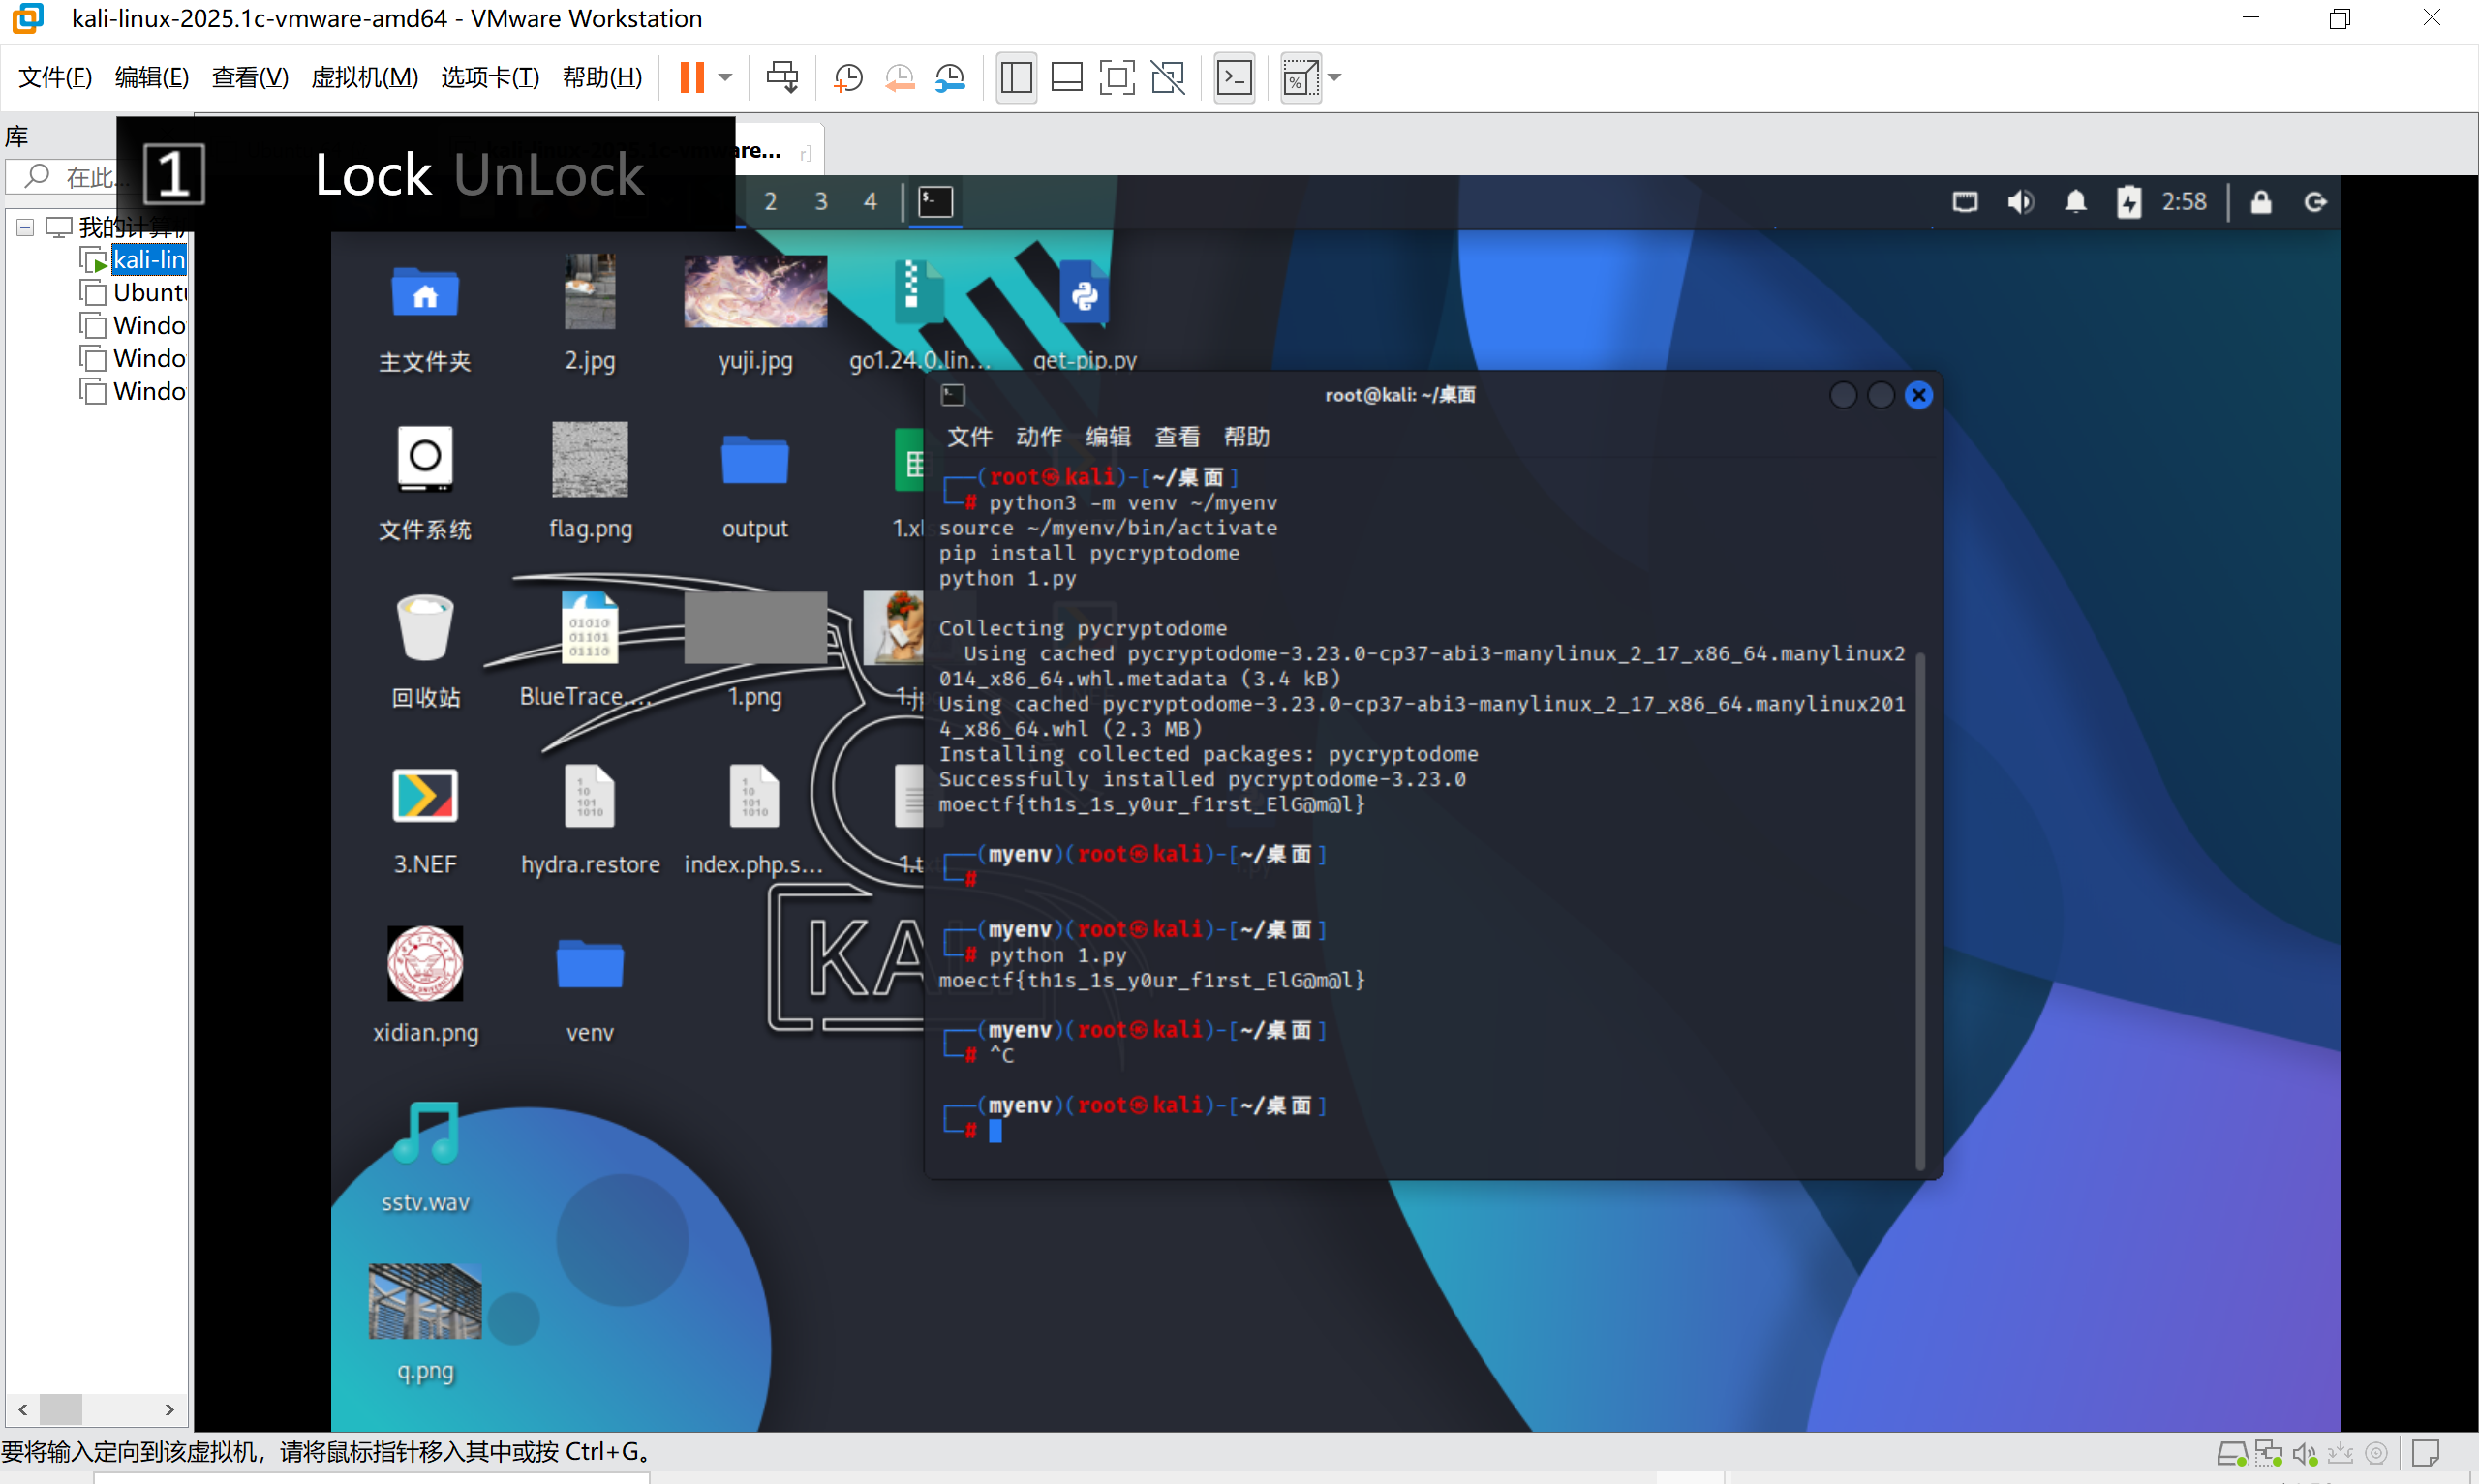 kali-linux-2025.1c-vmware-amd64 - VMware Workstation
文件(F) 编辑(E) 查看(V) 虚拟机(M) 选项卡(T) 帮助(H)
库
在此...
1 Lock UnLock
我的计算机
kali-lin
Ubuntu
Windo
Windo
Windo
2 3 4
2:58
主文件夹
2.jpg
yuji.jpg
go1.24.0.lin...
get-pip.py
文件系统
flag.png
output
1.xls
回收站
BlueTrace....
1.png
1.jp
3.NEF
hydra.restore
index.php.s...
1.txt
xidian.png
venv
sstv.wav
q.png
KA
root@kali: ~/桌面
文件 动作 编辑 查看 帮助
┌──(root㉿kali)-[~/桌面]
└─# python3 -m venv ~/myenv
source ~/myenv/bin/activate
pip install pycryptodome
python 1.py
Collecting pycryptodome
Using cached pycryptodome-3.23.0-cp37-abi3-manylinux_2_17_x86_64.manylinux2
014_x86_64.whl.metadata (3.4 kB)
Using cached pycryptodome-3.23.0-cp37-abi3-manylinux_2_17_x86_64.manylinux201
4_x86_64.whl (2.3 MB)
Installing collected packages: pycryptodome
Successfully installed pycryptodome-3.23.0
moectf{th1s_1s_y0ur_f1rst_ElG@m@l}
┌──(myenv)(root㉿kali)-[~/桌面]
└─#
┌──(myenv)(root㉿kali)-[~/桌面]
└─# python 1.py
moectf{th1s_1s_y0ur_f1rst_ElG@m@l}
┌──(myenv)(root㉿kali)-[~/桌面]
└─# ^C
┌──(myenv)(root㉿kali)-[~/桌面]
└─#
要将输入定向到该虚拟机，请将鼠标指针移入其中或按 Ctrl+G。